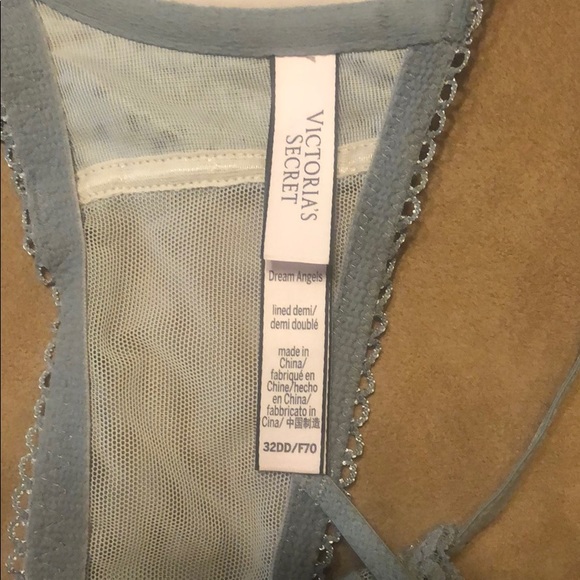 VICTORIA'S
SECRET
Dream Angels
lined demi/
demi doublé
made in
China/
fabriqué en
Chine/hecho
en China/
fabbricato in
Cina/ 中国制造
32DD/F70